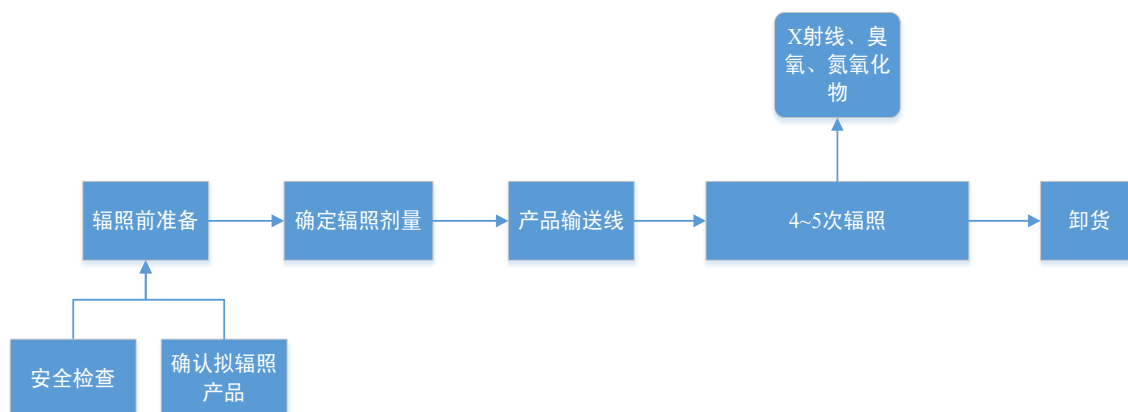 X射线、臭
氧、氮氧化
物
辐照前准备
确定辐照剂量
产品输送线
4~5次辐照
卸货
安全检查
确认拟辐照
产品